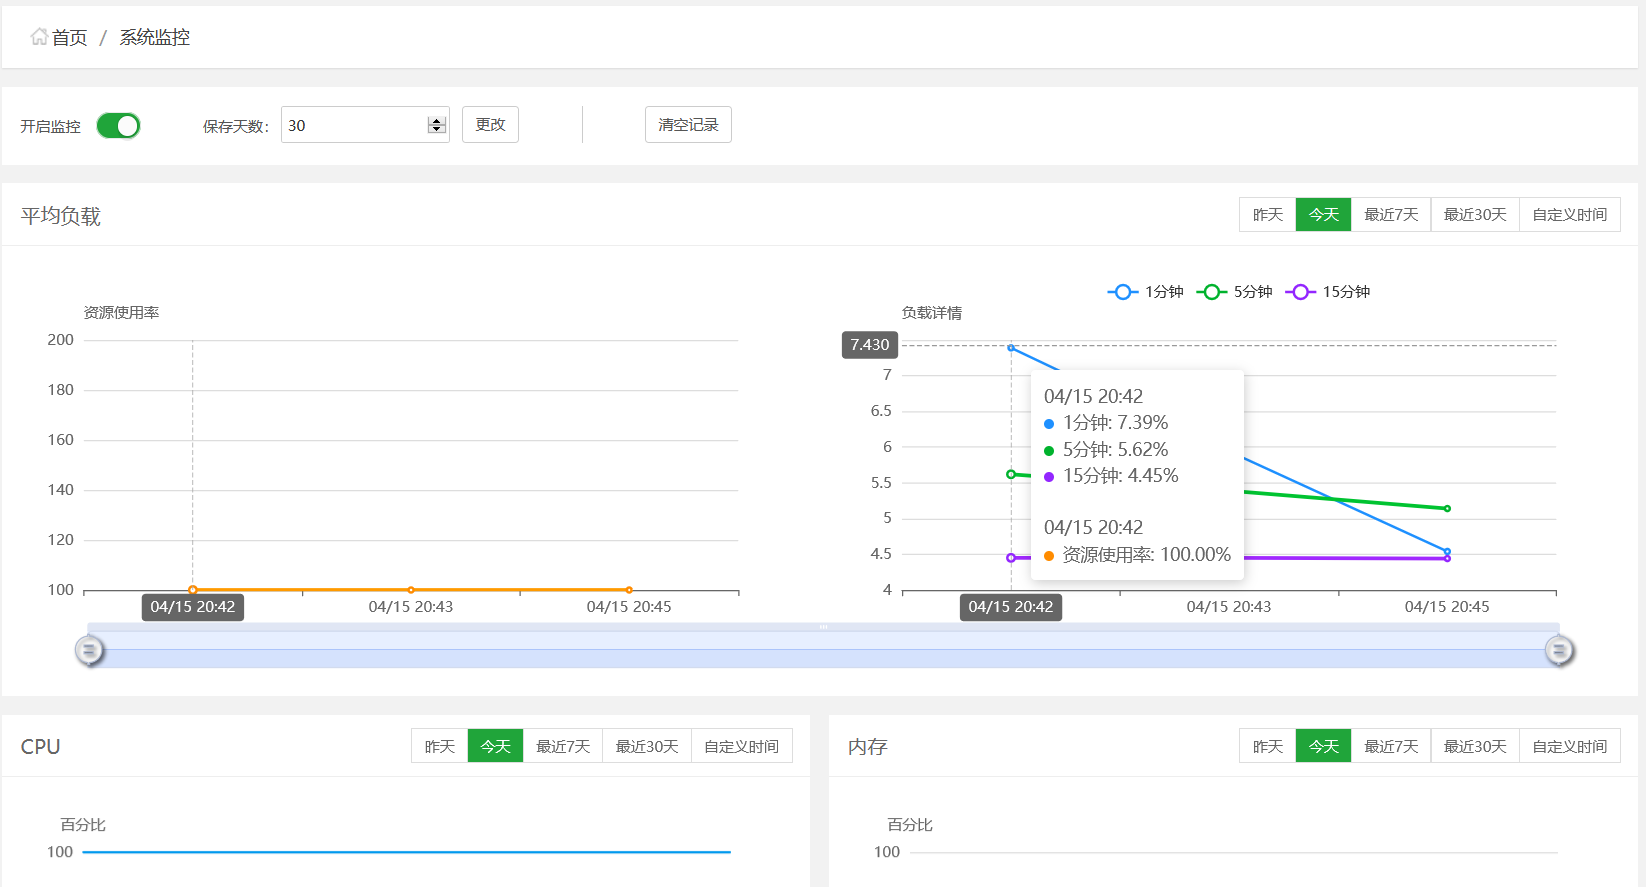 首页 / 系统监控
开启监控 保存天数: 30 更改 清空记录
平均负载 昨天 今天 最近7天 最近30天 自定义时间
1分钟 5分钟 15分钟
资源使用率 负载详情
200
180
160
140
120
100
04/15 20:42 04/15 20:43 04/15 20:45
7.430
7
6.5
6
5.5
5
4.5
4
04/15 20:42
1分钟: 7.39%
5分钟: 5.62%
15分钟: 4.45%
04/15 20:42
资源使用率: 100.00%
04/15 20:42 04/15 20:43 04/15 20:45
CPU 昨天 今天 最近7天 最近30天 自定义时间
百分比
100
内存 昨天 今天 最近7天 最近30天 自定义时间
百分比
100